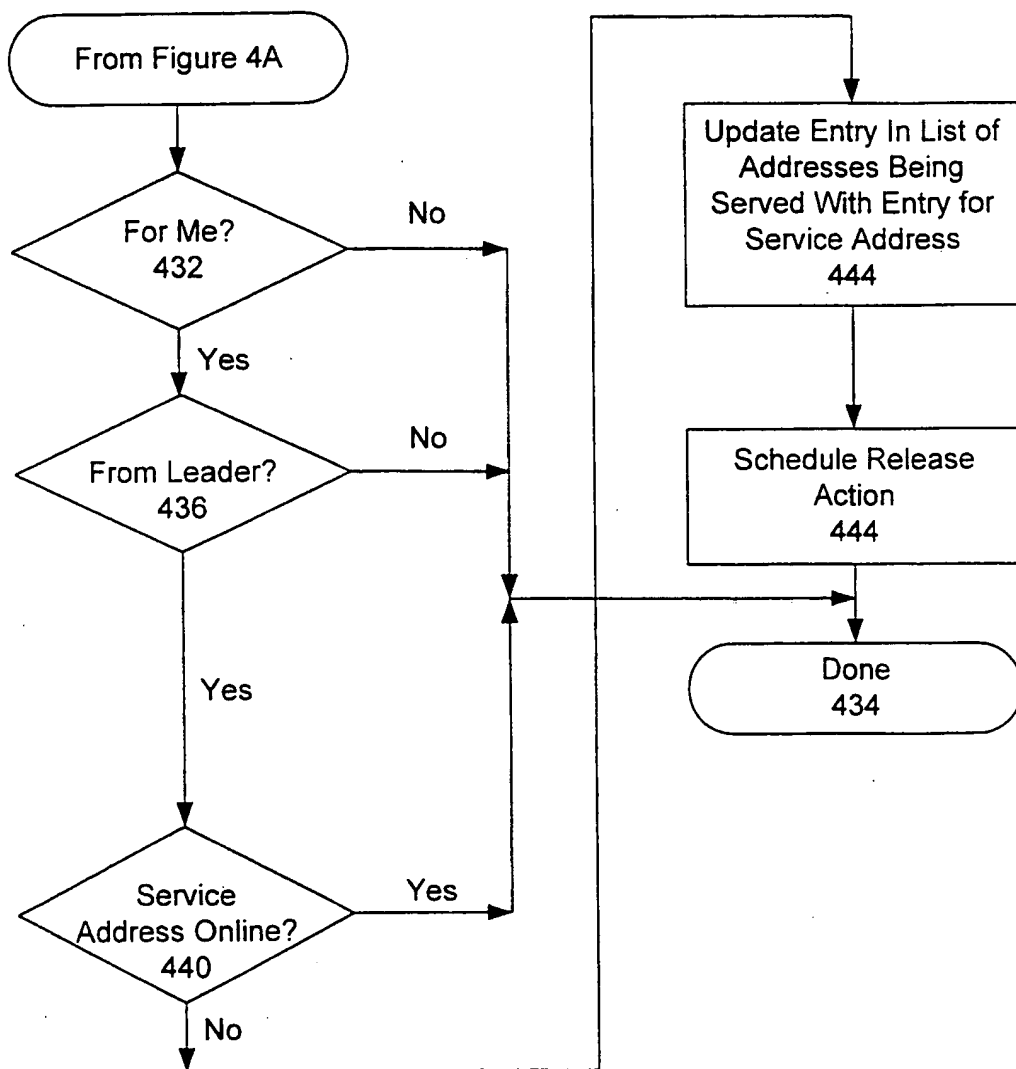 From Figure 4A
For Me?
432
No
Yes
From Leader?
436
No
Yes
Service
Address Online?
440
Yes
No
Update Entry In List of
Addresses Being
Served With Entry for
Service Address
444
Schedule Release
Action
444
Done
434